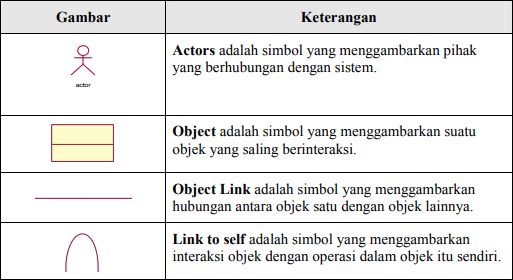 Gambar
Keterangan
actor
Actors adalah simbol yang menggambarkan pihak
yang berhubungan dengan sistem.
Object adalah simbol yang menggambarkan suatu
objek yang saling berinteraksi.
Object Link adalah simbol yang menggambarkan
hubungan antara objek satu dengan objek lainnya.
Link to self adalah simbol yang menggambarkan
interaksi objek dengan operasi dalam objek itu sendiri.